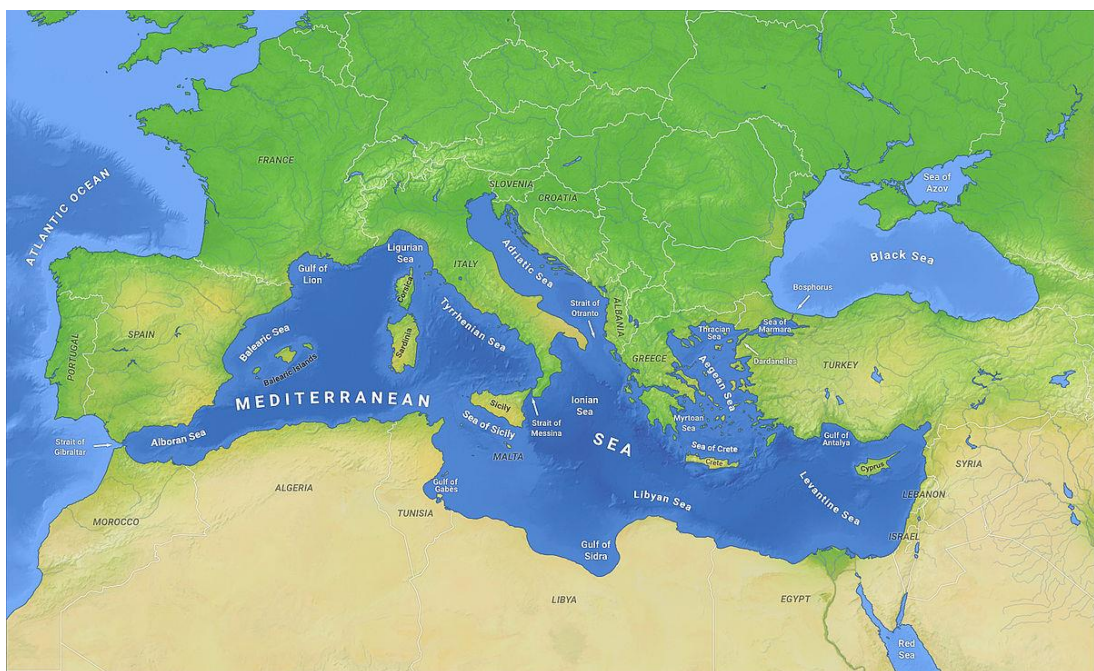 FRANCE
ATLANTIC OCEAN
SLOVENIA
CROATIA
Sea of
Azov
Black Sea
Ligurian
Sea
ITALY
Adriatic Sea
Gulf of
Lion
Corsica
Strait of
Otranto
ALBANIA
Bosphorus
SPAIN
PORTUGAL
Balearic Sea
Balearic Islands
Sardinia
Tyrrhenian Sea
Thracian
Sea
Sea of
Marmara
Dardanelles
GREECE
Aegean Sea
TURKEY
MEDITERRANEAN
SEA
Sicily
Ionian
Sea
Myrtoan
Sea
Strait of
Gibraltar
Alboran Sea
Sea of Sicily
Strait of
Messina
MALTA
Sea of Crete
Crete
Gulf of
Antalya
Cyprus
SYRIA
Gulf of
Gabès
Libyan Sea
Levantine Sea
LEBANON
ALGERIA
TUNISIA
MOROCCO
Gulf of
Sidra
ISRAEL
LIBYA
EGYPT
Red
Sea